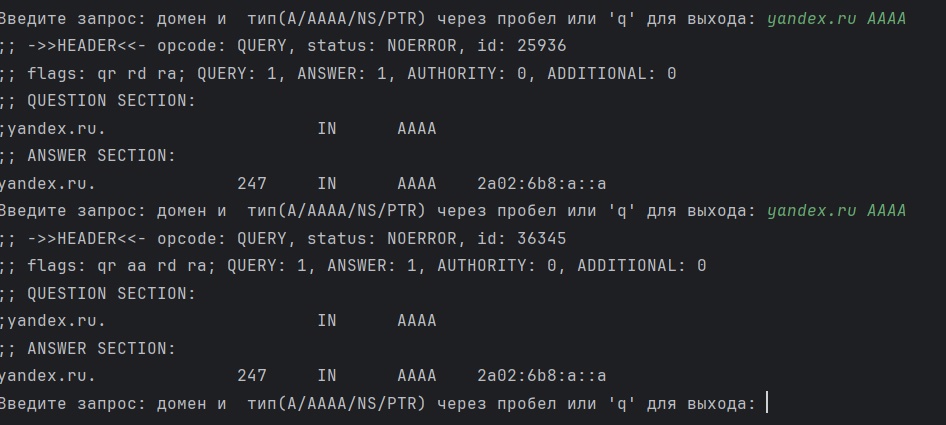 Введите запрос: домен и  тип(A/AAAA/NS/PTR) через пробел или 'q' для выхода: yandex.ru AAAA
;; ->>HEADER<<- opcode: QUERY, status: NOERROR, id: 25936
;; flags: qr rd ra; QUERY: 1, ANSWER: 1, AUTHORITY: 0, ADDITIONAL: 0
;; QUESTION SECTION:
;yandex.ru.                     IN      AAAA
;; ANSWER SECTION:
yandex.ru.              247     IN      AAAA    2a02:6b8:a::a
Введите запрос: домен и  тип(A/AAAA/NS/PTR) через пробел или 'q' для выхода: yandex.ru AAAA
;; ->>HEADER<<- opcode: QUERY, status: NOERROR, id: 36345
;; flags: qr aa rd ra; QUERY: 1, ANSWER: 1, AUTHORITY: 0, ADDITIONAL: 0
;; QUESTION SECTION:
;yandex.ru.                     IN      AAAA
;; ANSWER SECTION:
yandex.ru.              247     IN      AAAA    2a02:6b8:a::a
Введите запрос: домен и  тип(A/AAAA/NS/PTR) через пробел или 'q' для выхода: